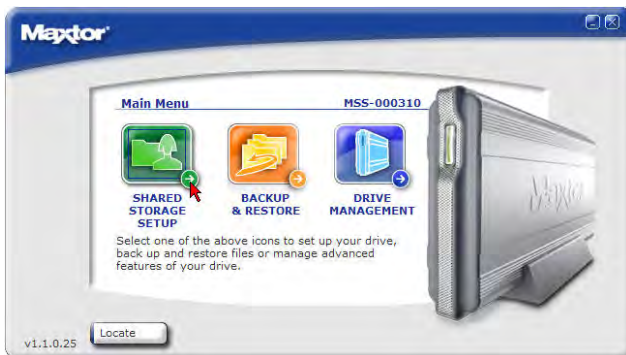 Maxtor
Main Menu MSS-000310
SHARED STORAGE SETUP
BACKUP & RESTORE
DRIVE MANAGEMENT
Select one of the above icons to set up your drive,
back up and restore files or manage advanced
features of your drive.
Maxtor
Locate
v1.1.0.25